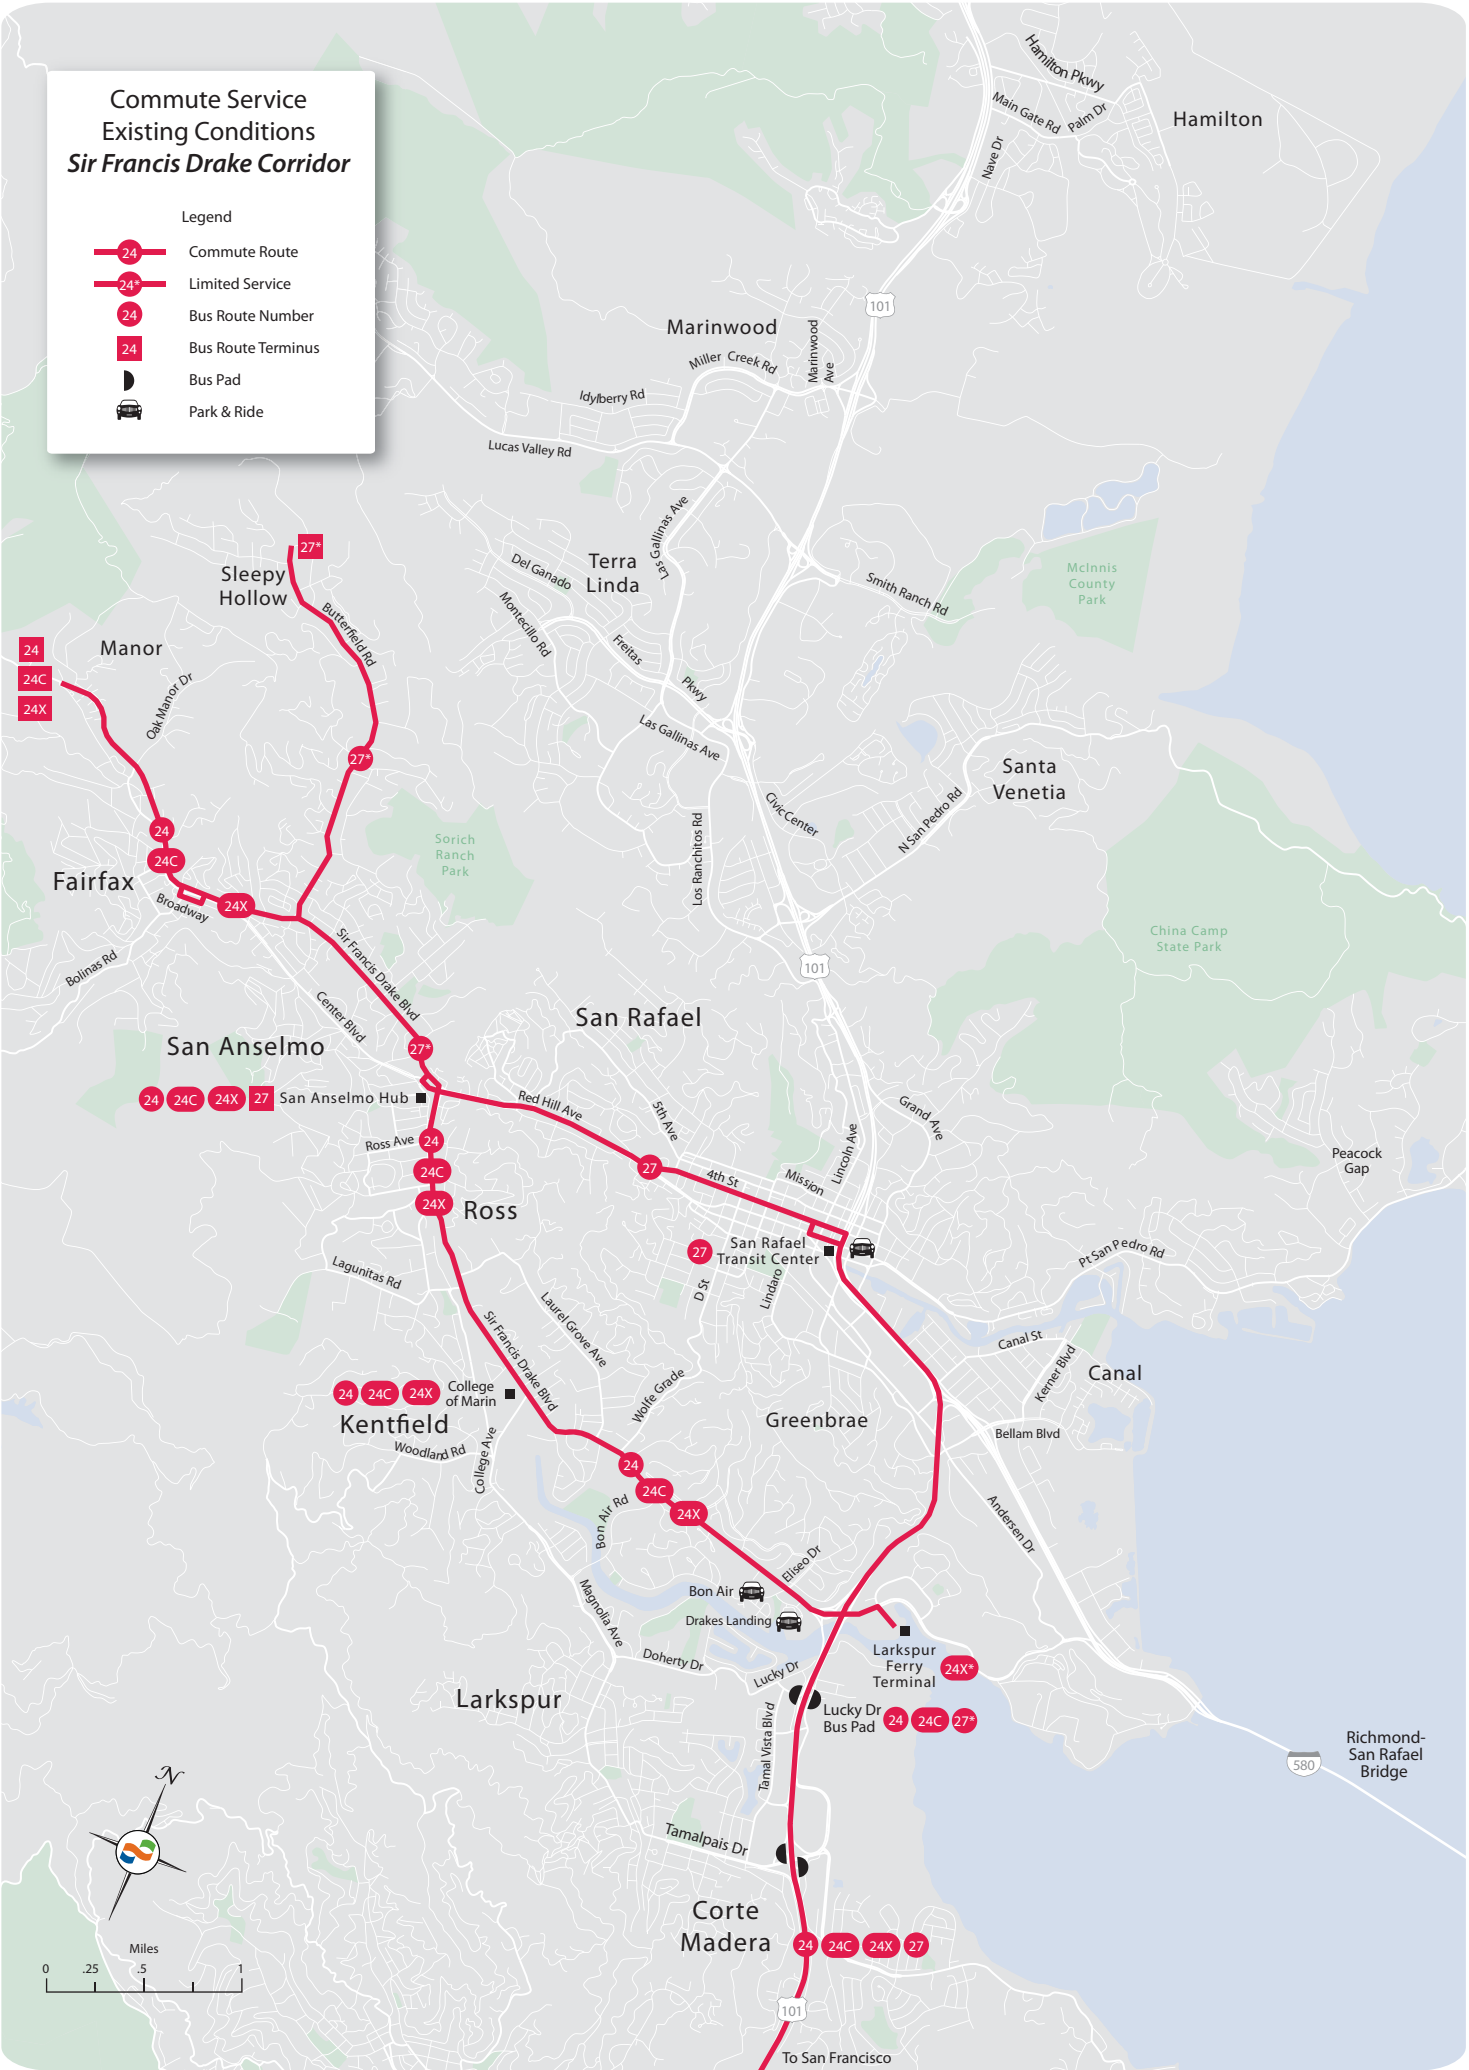 Commute Service
Existing Conditions
Sir Francis Drake Corridor
Legend
24
Commute Route
24*
Limited Service
24
Bus Route Number
24
Bus Route Terminus
Bus Pad
Park & Ride
Hamilton Pkwy
Main Gate Rd
Palm Dr
Hamilton
Nave Dr
101
Marinwood
Marinwood
Ave
Miller Creek Rd
Idylberry Rd
Lucas Valley Rd
Las Gallinas Ave
Terra
Linda
Del Ganado
Montecillo Rd
Freitas
Pkwy
Smith Ranch Rd
McInnis
County
Park
27*
Sleepy
Hollow
Butterfield Rd
24
24C
24X
Manor
Oak Manor Dr
27*
Las Gallinas Ave
Civic Center
Los Ranchitos Rd
N San Pedro Rd
Santa
Venetia
24
24C
Fairfax
24X
Broadway
Sorich
Ranch
Park
Bolinas Rd
Sir Francis Drake Blvd
Center Blvd
China Camp
State Park
101
San Rafael
San Anselmo
27*
24
24C
24X
27
San Anselmo Hub
Red Hill Ave
5th Ave
Grand Ave
Lincoln Ave
Ross Ave
24
24C
24X
Ross
27
4th St
Mission
Peacock
Gap
27
San Rafael
Transit Center
Pt San Pedro Rd
D St
Lindaro
Lagunitas Rd
Laurel Grove Ave
Sir Francis Drake Blvd
Canal St
Kerner Blvd
Canal
24
24C
24X
College
of Marin
Kentfield
Wolfe Grade
Greenbrae
Bellam Blvd
Woodland Rd
College Ave
24
24C
24X
Bon Air Rd
Andersen Dr
Eliseo Dr
Bon Air
Drakes Landing
Magnolia Ave
Doherty Dr
Lucky Dr
Larkspur
Ferry
Terminal
24X*
Larkspur
Lucky Dr
Bus Pad
24
24C
27*
Tamal Vista Blvd
Richmond-
San Rafael
Bridge
580
Tamalpais Dr
N
Corte
Madera
24
24C
24X
27
Miles
0 .25 .5 1
101
To San Francisco